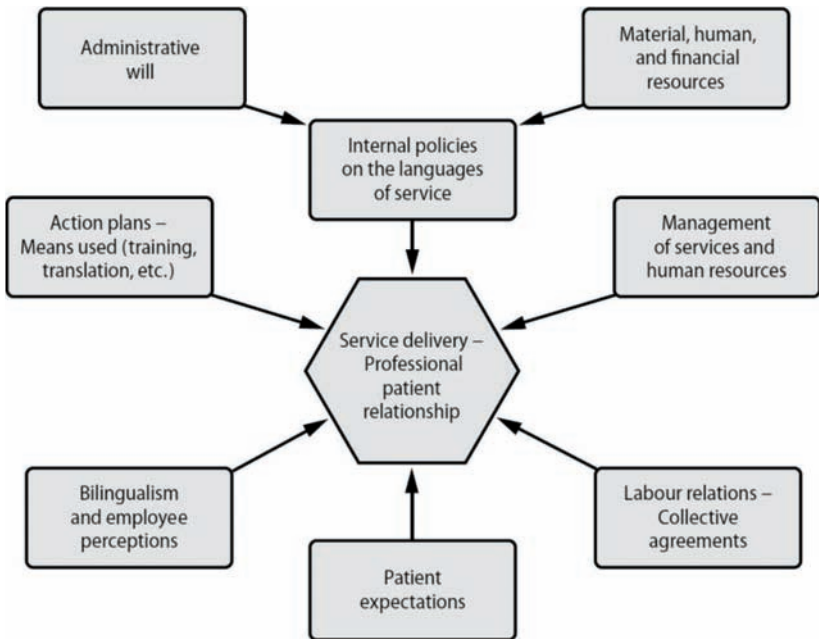 Administrative
will
Material, human,
and financial
resources
Internal policies
on the languages
of service
Action plans –
Means used (training,
translation, etc.)
Management
of services and
human resources
Service delivery –
Professional
patient
relationship
Bilingualism
and employee
perceptions
Patient
expectations
Labour relations –
Collective
agreements